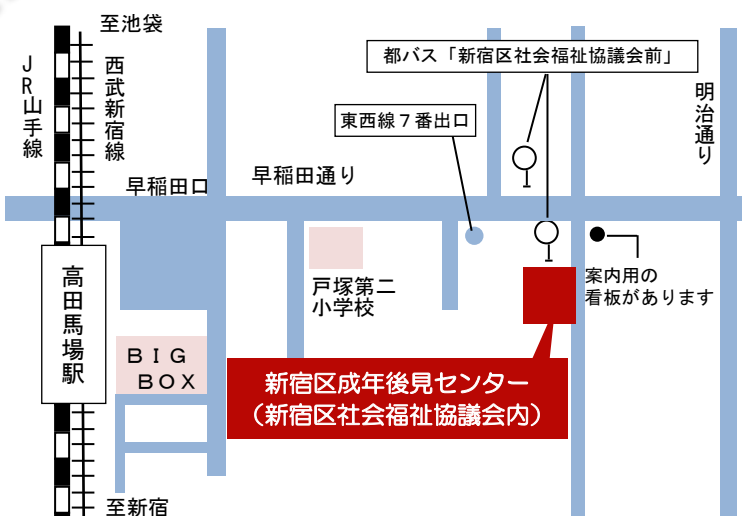 至池袋
JR山手線
西武新宿線
都バス「新宿区社会福祉協議会前」
明治通り
東西線7番出口
早稲田口
早稲田通り
高田馬場駅
戸塚第二
小学校
案内用の
看板があります
BIG
BOX
新宿区成年後見センター
(新宿区社会福祉協議会内)
至新宿